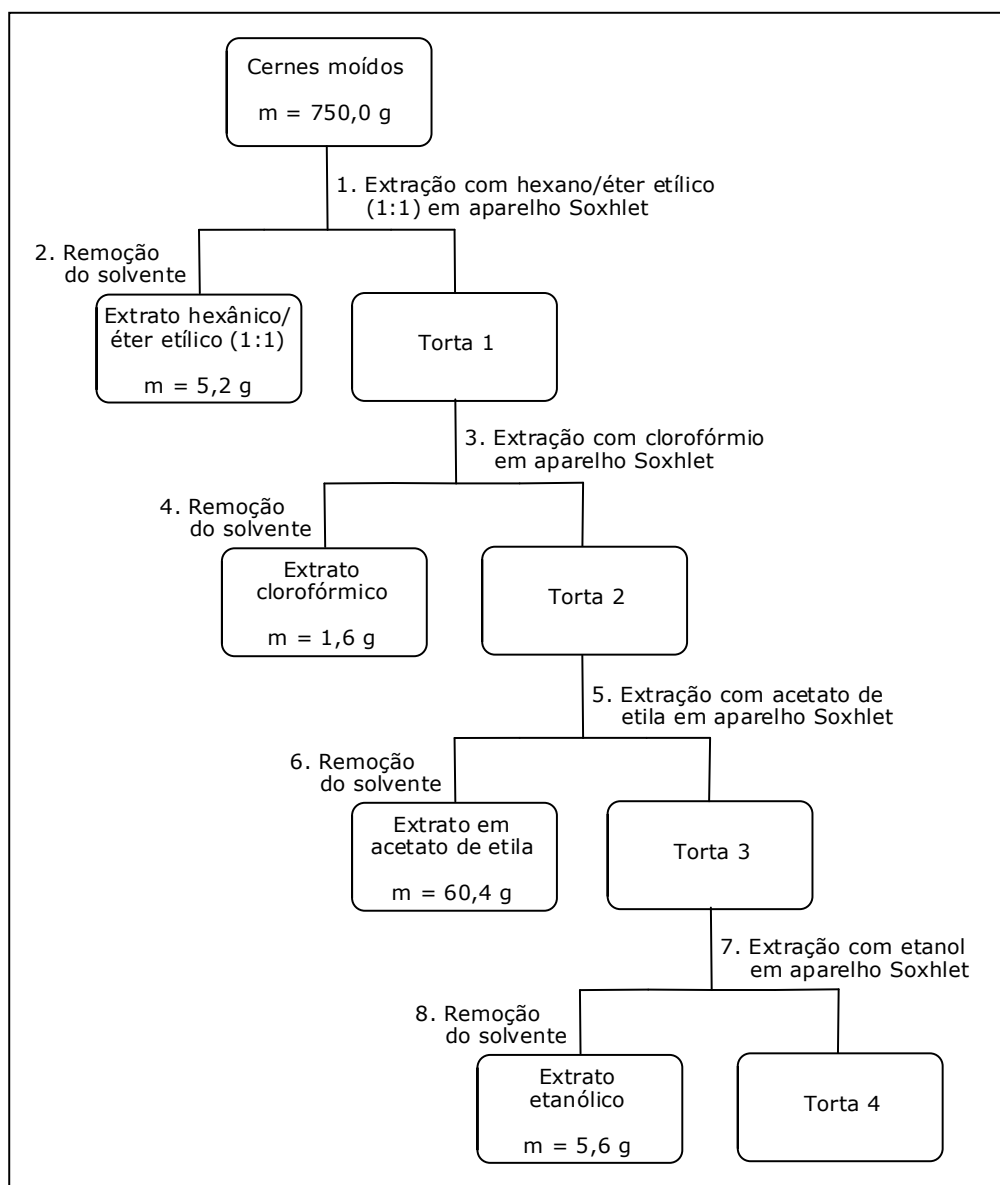 Cernes moídos
m = 750,0 g
1. Extração com hexano/éter etílico
(1:1) em aparelho Soxhlet
2. Remoção
do solvente
Extrato hexânico/
éter etílico (1:1)
m = 5,2 g
Torta 1
3. Extração com clorofórmio
em aparelho Soxhlet
4. Remoção
do solvente
Extrato
clorofórmico
m = 1,6 g
Torta 2
5. Extração com acetato de
etila em aparelho Soxhlet
6. Remoção
do solvente
Extrato em
acetato de etila
m = 60,4 g
Torta 3
7. Extração com etanol
em aparelho Soxhlet
8. Remoção
do solvente
Extrato
etanólico
m = 5,6 g
Torta 4